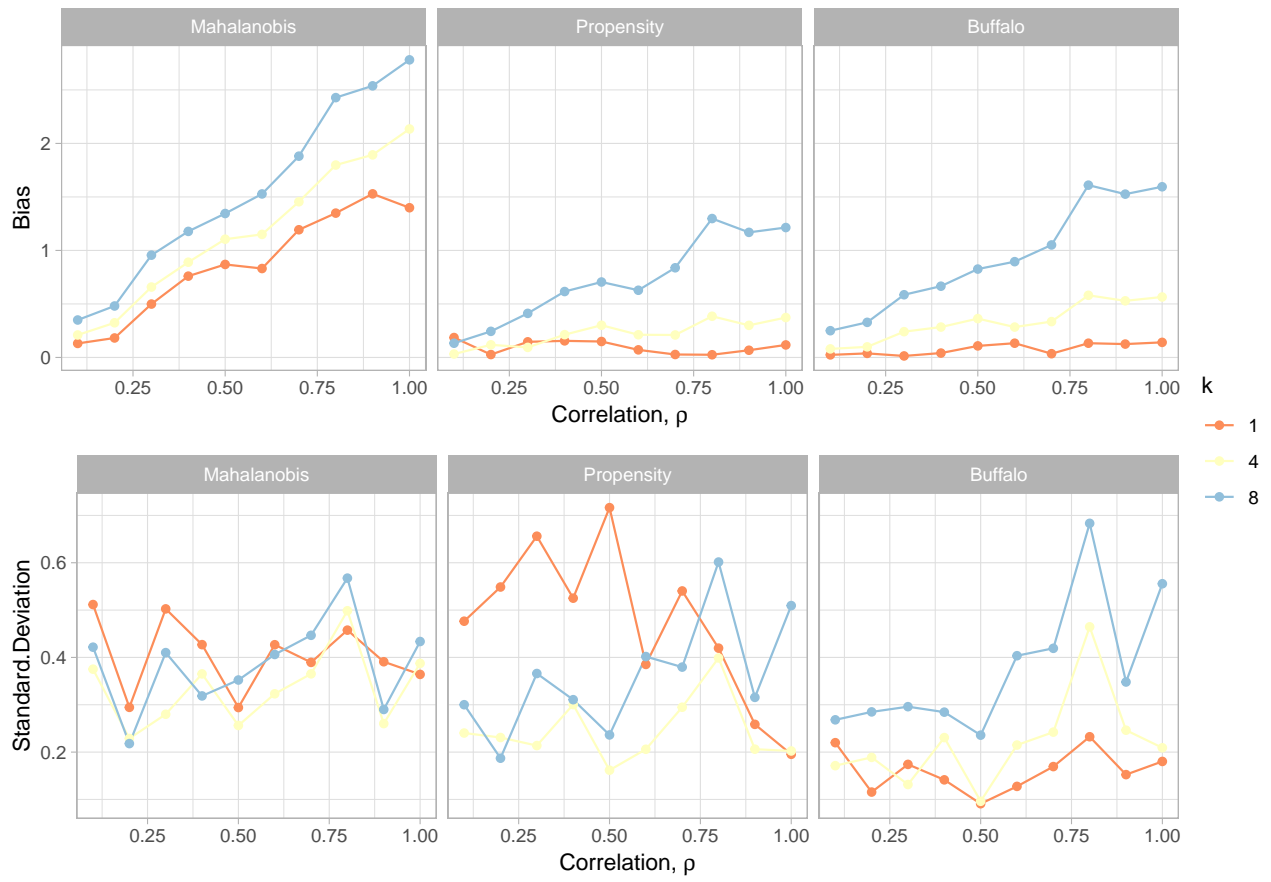 Mahalanobis Propensity Buffalo
2
1
0
Bias
0.25 0.50 0.75 1.00 0.25 0.50 0.75 1.00 0.25 0.50 0.75 1.00
Correlation, ρ
k
1
4
8
Mahalanobis Propensity Buffalo
0.6
0.4
0.2
Standard.Deviation
0.25 0.50 0.75 1.00 0.25 0.50 0.75 1.00 0.25 0.50 0.75 1.00
Correlation, ρ